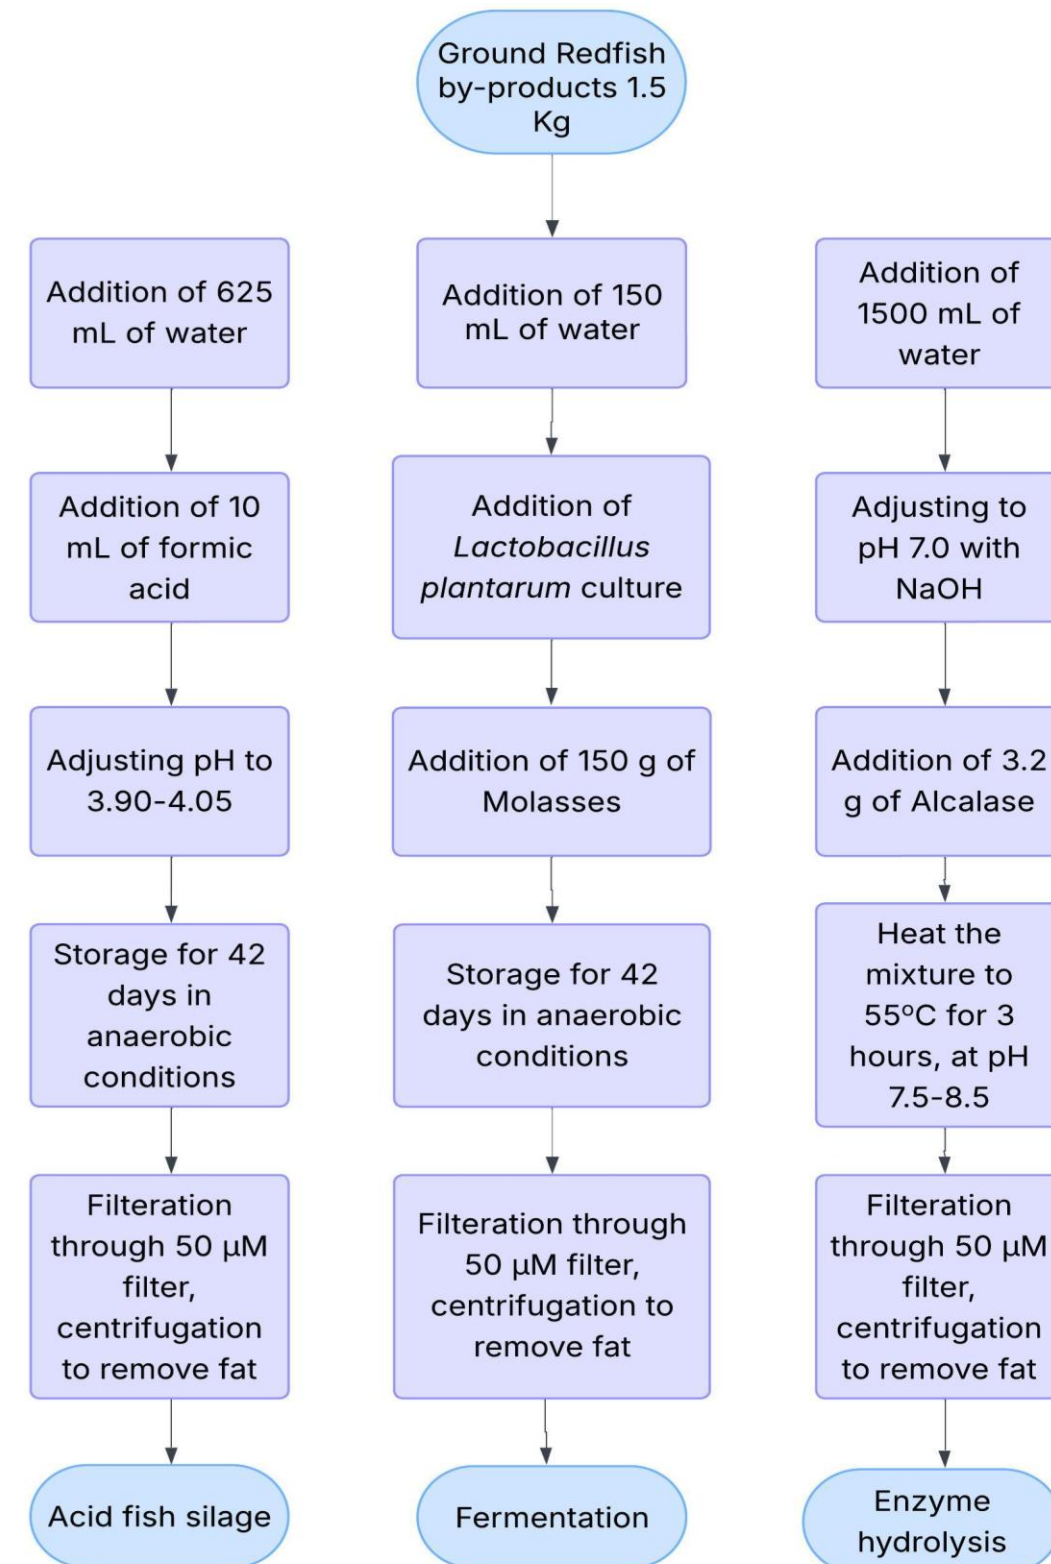 Ground Redfish
by-products 1.5
Kg
Addition of 625
mL of water
Addition of 10
mL of formic
acid
Adjusting pH to
3.90-4.05
Storage for 42
days in
anaerobic
conditions
Filteration
through 50 µM
filter,
centrifugation
to remove fat
Acid fish silage
Addition of 150
mL of water
Addition of
Lactobacillus
plantarum culture
Addition of 150 g of
Molasses
Storage for 42
days in anaerobic
conditions
Filteration through
50 µM filter,
centrifugation to
remove fat
Fermentation
Addition of
1500 mL of
water
Adjusting to
pH 7.0 with
NaOH
Addition of 3.2
g of Alcalase
Heat the
mixture to
55ºC for 3
hours, at pH
7.5-8.5
Filteration
through 50 µM
filter,
centrifugation
to remove fat
Enzyme
hydrolysis